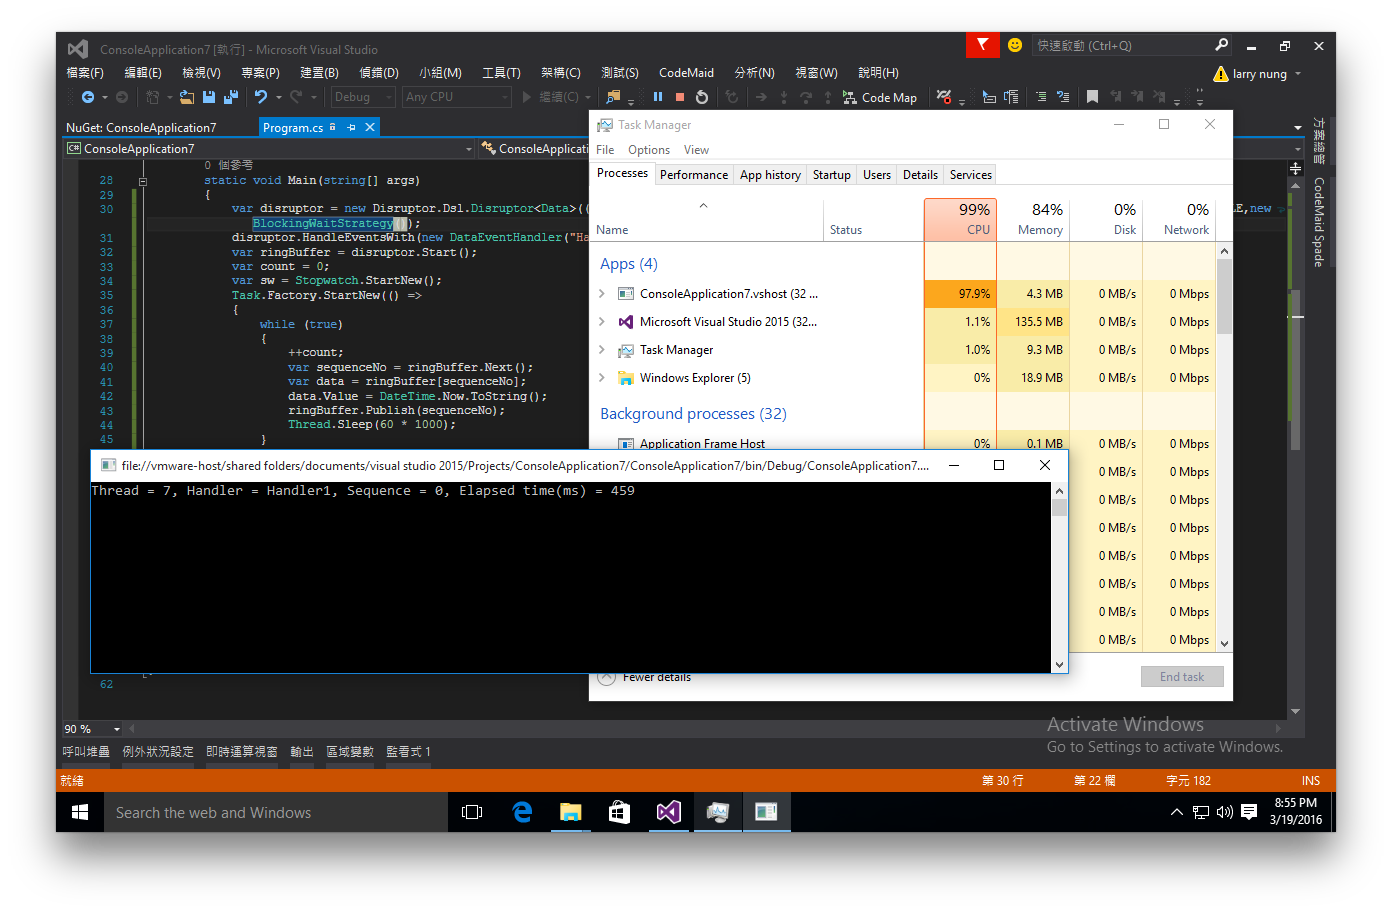 ConsoleApplication7 [執行] - Microsoft Visual Studio
快速啟動 (Ctrl+Q)
檔案(F) 編輯(E) 檢視(V) 專案(P) 建置(B) 偵錯(D) 小組(M) 工具(T) 架構(C) 測試(S) CodeMaid 分析(N) 視窗(W) 說明(H)
larry nung
Debug Any CPU 繼續(C) Code Map
NuGet: ConsoleApplication7 Program.cs
C# ConsoleApplication7 ConsoleApplicati
方案總管
CodeMaid Spade
0 個參考
28 static void Main(string[] args)
29 {
30 var disruptor = new Disruptor.Dsl.Disruptor<Data>(( E,new
BlockingWaitStrategy());
31 disruptor.HandleEventsWith(new DataEventHandler("Ha
32 var ringBuffer = disruptor.Start();
33 var count = 0;
34 var sw = Stopwatch.StartNew();
35 Task.Factory.StartNew(() =>
36 {
37 while (true)
38 {
39 ++count;
40 var sequenceNo = ringBuffer.Next();
41 var data = ringBuffer[sequenceNo];
42 data.Value = DateTime.Now.ToString();
43 ringBuffer.Publish(sequenceNo);
44 Thread.Sleep(60 * 1000);
45 }
62
Task Manager
File Options View
Processes Performance App history Startup Users Details Services
99% 84% 0% 0%
Name Status CPU Memory Disk Network
Apps (4)
ConsoleApplication7.vshost (32 ... 97.9% 4.3 MB 0 MB/s 0 Mbps
Microsoft Visual Studio 2015 (32... 1.1% 135.5 MB 0 MB/s 0 Mbps
Task Manager 1.0% 9.3 MB 0 MB/s 0 Mbps
Windows Explorer (5) 0% 18.9 MB 0 MB/s 0 Mbps
Background processes (32)
Application Frame Host 0% 0.1 MB 0 MB/s 0 Mbps
0 MB/s 0 Mbps
0 MB/s 0 Mbps
0 MB/s 0 Mbps
0 MB/s 0 Mbps
0 MB/s 0 Mbps
0 MB/s 0 Mbps
0 MB/s 0 Mbps
Fewer details End task
file://vmware-host/shared folders/documents/visual studio 2015/Projects/ConsoleApplication7/ConsoleApplication7/bin/Debug/ConsoleApplication7....
Thread = 7, Handler = Handler1, Sequence = 0, Elapsed time(ms) = 459
90 %
Activate Windows
Go to Settings to activate Windows.
呼叫堆疊 例外狀況設定 即時運算視窗 輸出 區域變數 監看式 1
就緒 第 30 行 第 22 欄 字元 182 INS
Search the web and Windows
8:55 PM
3/19/2016